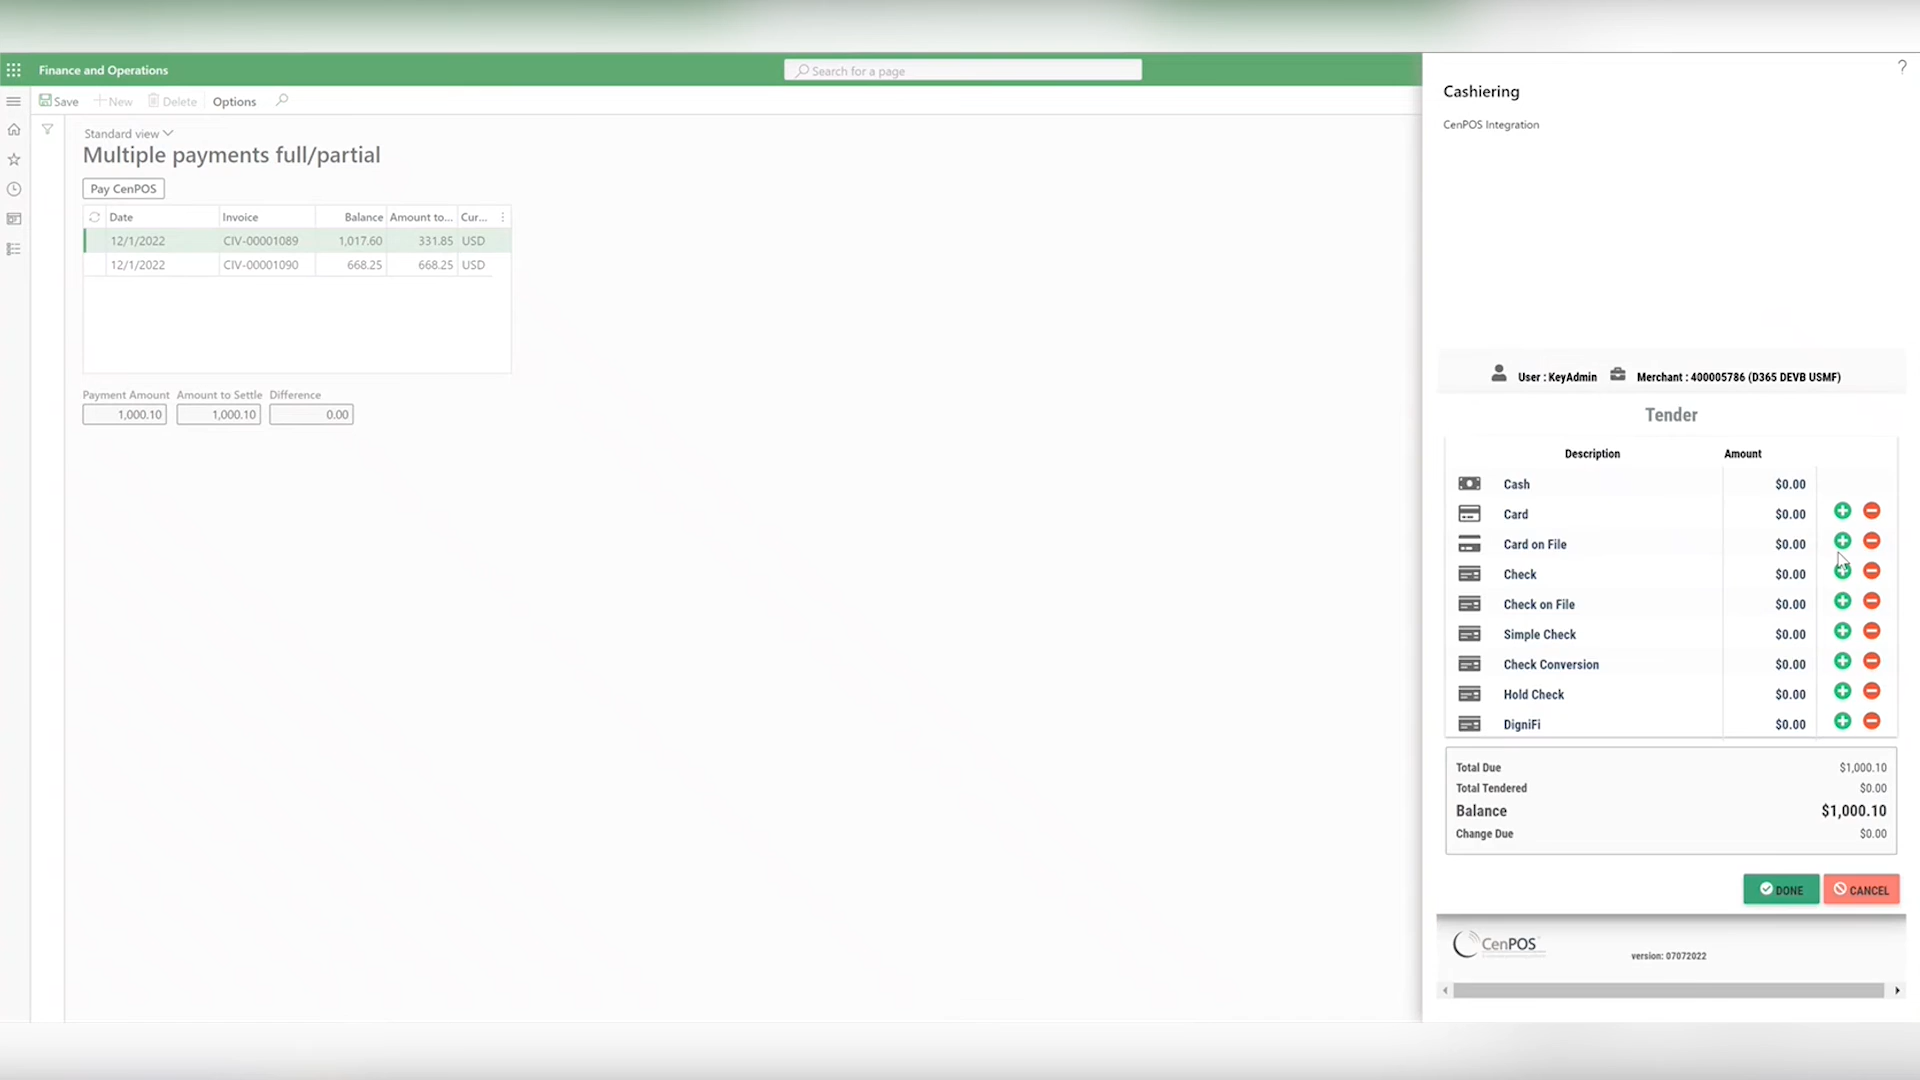 Finance and Operations
Search for a page
?
Save
New
Delete
Options
Cashiering
CenPOS Integration
Standard view
Multiple payments full/partial
Pay CenPOS
Date Invoice Balance Amount to... Cur...
12/1/2022 CIV-00001089 1,017.60 331.85 USD
12/1/2022 CIV-00001090 668.25 668.25 USD
Payment Amount Amount to Settle Difference
1,000.10 1,000.10 0.00
User : KeyAdmin Merchant : 400005786 (D365 DEVB USMF)
Tender
Description Amount
Cash $0.00
Card $0.00
Card on File $0.00
Check $0.00
Check on File $0.00
Simple Check $0.00
Check Conversion $0.00
Hold Check $0.00
DigniFi $0.00
Total Due $1,000.10
Total Tendered $0.00
Balance $1,000.10
Change Due $0.00
DONE CANCEL
CenPOS
version: 07072022